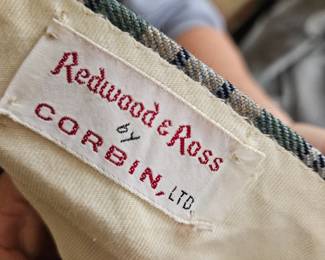 Redwood & Ross
by
CORBIN, LTD.